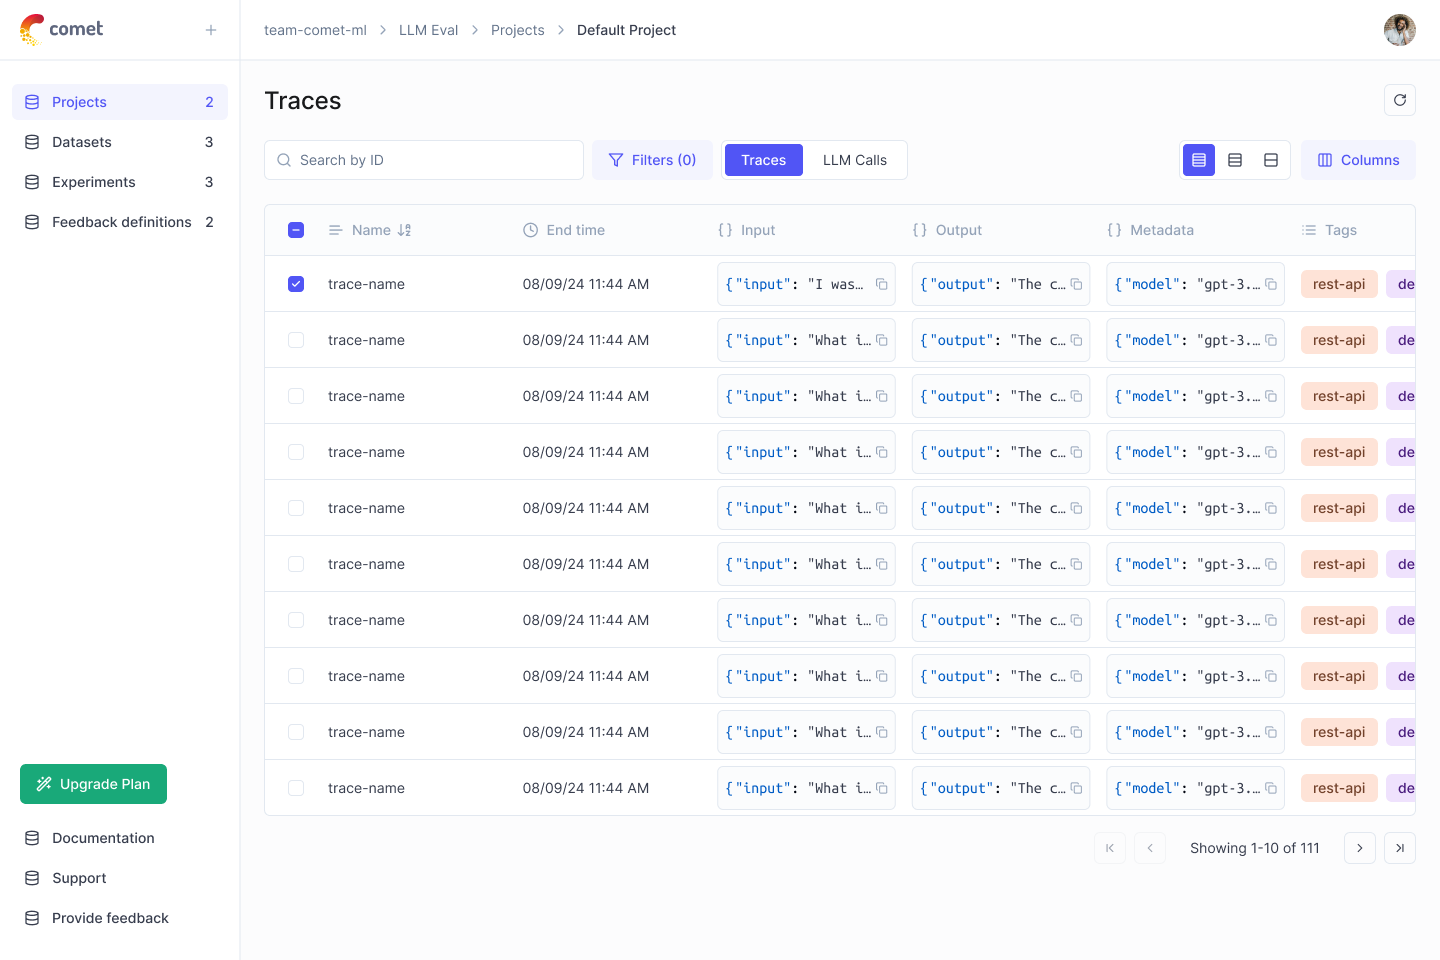 comet
team-comet-ml > LLM Eval > Projects > Default Project
Projects 2
Datasets 3
Experiments 3
Feedback definitions 2
Upgrade Plan
Documentation
Support
Provide feedback
Traces
Search by ID
Filters (0)
Traces
LLM Calls
Columns
Name End time {} Input {} Output {} Metadata Tags
trace-name 08/09/24 11:44 AM {"input": "I was… {"output": "The c… {"model": "gpt-3.… rest-api de
trace-name 08/09/24 11:44 AM {"input": "What i… {"output": "The c… {"model": "gpt-3.… rest-api de
trace-name 08/09/24 11:44 AM {"input": "What i… {"output": "The c… {"model": "gpt-3.… rest-api de
trace-name 08/09/24 11:44 AM {"input": "What i… {"output": "The c… {"model": "gpt-3.… rest-api de
trace-name 08/09/24 11:44 AM {"input": "What i… {"output": "The c… {"model": "gpt-3.… rest-api de
trace-name 08/09/24 11:44 AM {"input": "What i… {"output": "The c… {"model": "gpt-3.… rest-api de
trace-name 08/09/24 11:44 AM {"input": "What i… {"output": "The c… {"model": "gpt-3.… rest-api de
trace-name 08/09/24 11:44 AM {"input": "What i… {"output": "The c… {"model": "gpt-3.… rest-api de
trace-name 08/09/24 11:44 AM {"input": "What i… {"output": "The c… {"model": "gpt-3.… rest-api de
trace-name 08/09/24 11:44 AM {"input": "What i… {"output": "The c… {"model": "gpt-3.… rest-api de
Showing 1-10 of 111